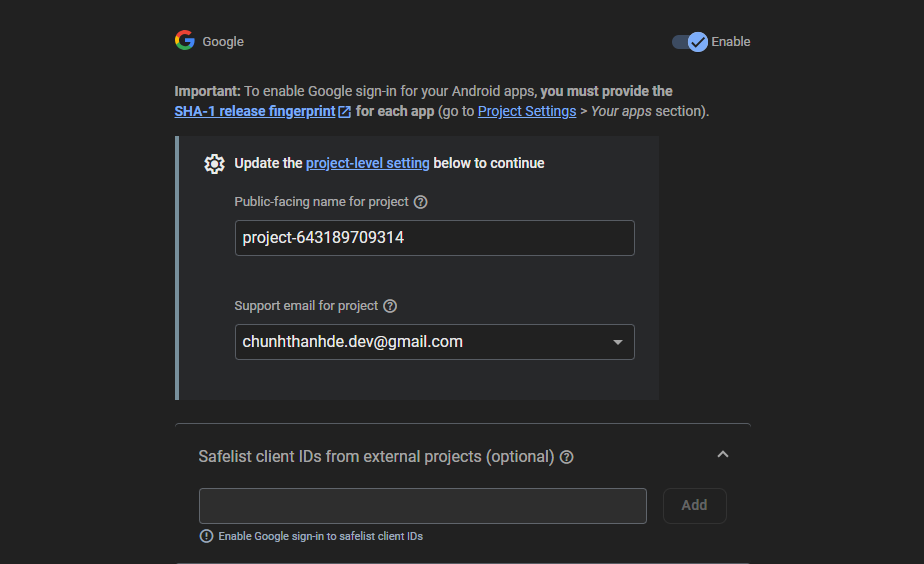 Google
Enable
Important: To enable Google sign-in for your Android apps, you must provide the
SHA-1 release fingerprint for each app (go to Project Settings > Your apps section).
Update the project-level setting below to continue
Public-facing name for project
project-643189709314
Support email for project
chunhthanhde.dev@gmail.com
Safelist client IDs from external projects (optional)
Add
Enable Google sign-in to safelist client IDs